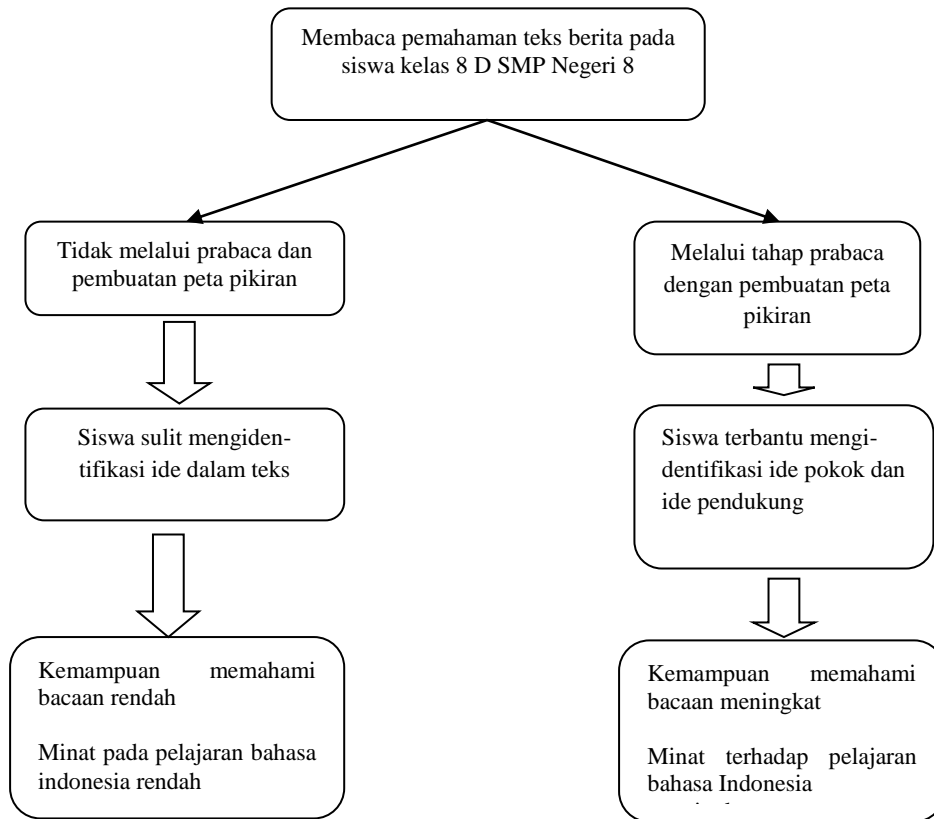 Membaca pemahaman teks berita pada
siswa kelas 8 D SMP Negeri 8
Tidak melalui prabaca dan
pembuatan peta pikiran
Melalui tahap prabaca
dengan pembuatan peta
pikiran
Siswa sulit mengiden-
tifikasi ide dalam teks
Siswa terbantu mengi-
dentifikasi ide pokok dan
ide pendukung
Kemampuan memahami
bacaan rendah
Minat pada pelajaran bahasa
indonesia rendah
Kemampuan memahami
bacaan meningkat
Minat terhadap pelajaran
bahasa Indonesia